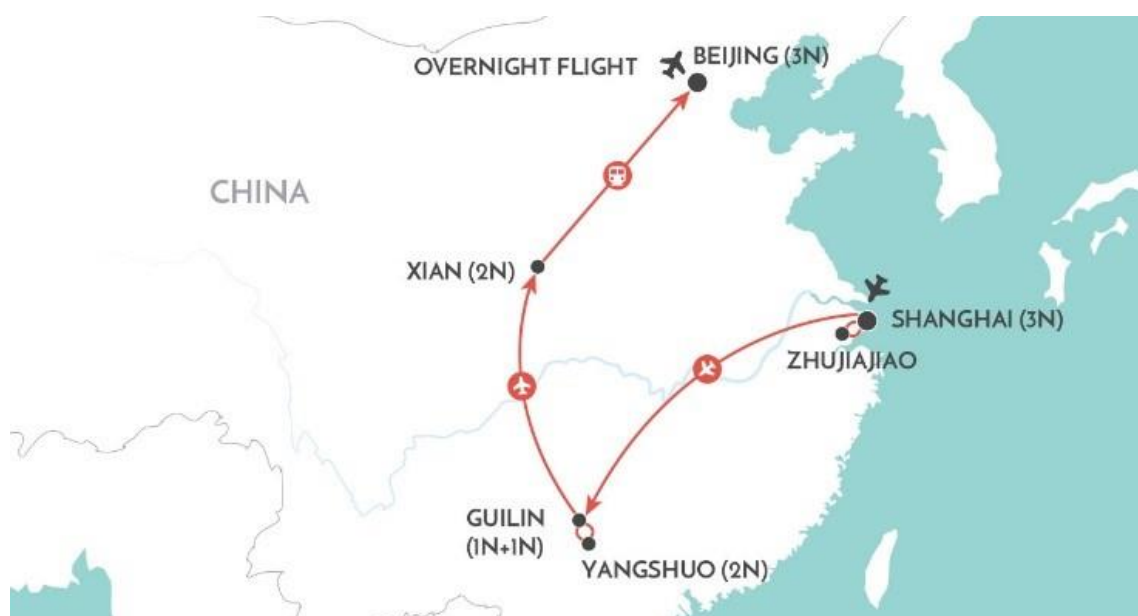 OVERNIGHT FLIGHT
BEIJING (3N)
CHINA
XIAN (2N)
SHANGHAI (3N)
ZHUJIAJIAO
GUILIN
(1N+1N)
YANGSHUO (2N)